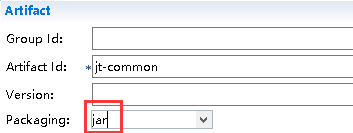 Artifact
Group Id:
Artifact Id: *jt-common
Version:
Packaging: jar